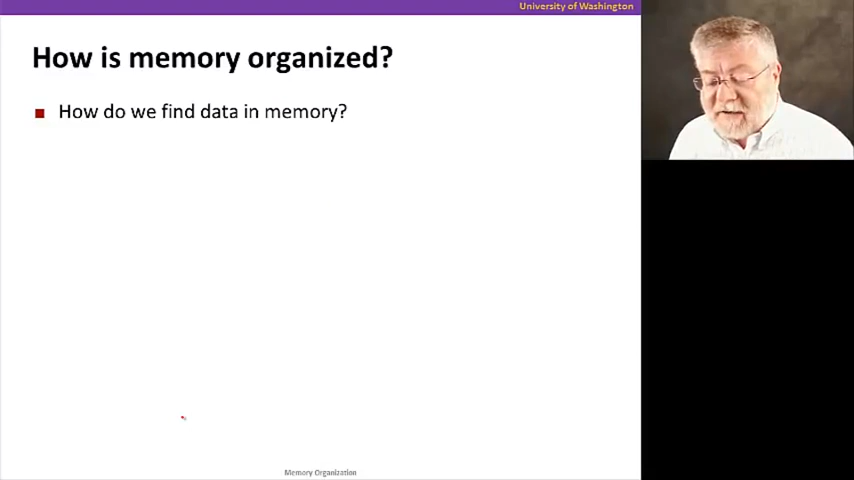 University of Washington
How is memory organized?
How do we find data in memory?
Memory Organization